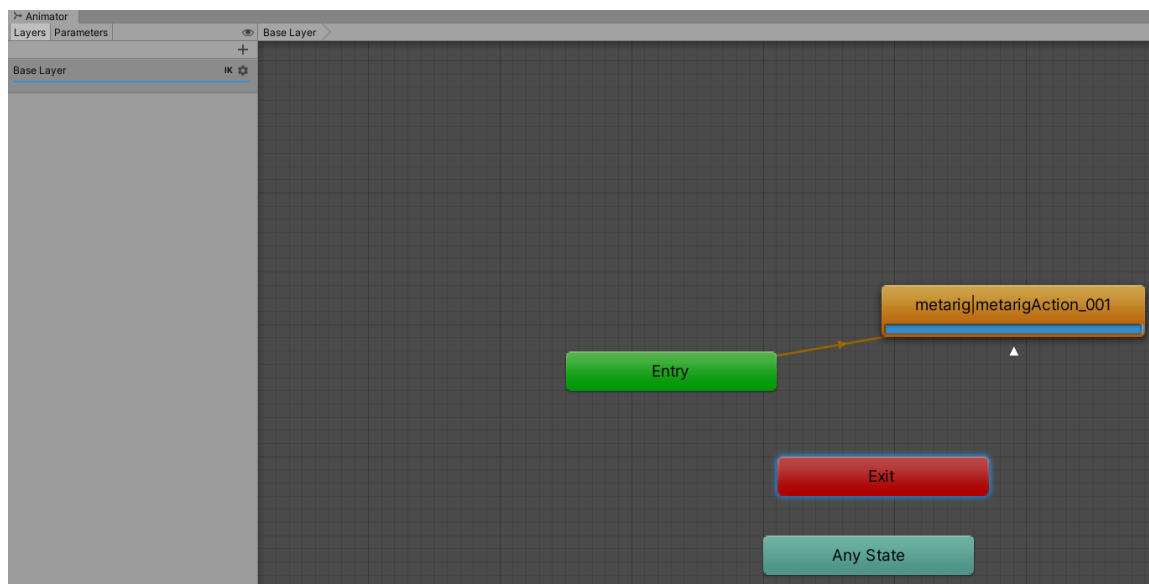 Animator
Layers Parameters Base Layer
Base Layer IK
metarig|metarigAction_001
Entry
Exit
Any State